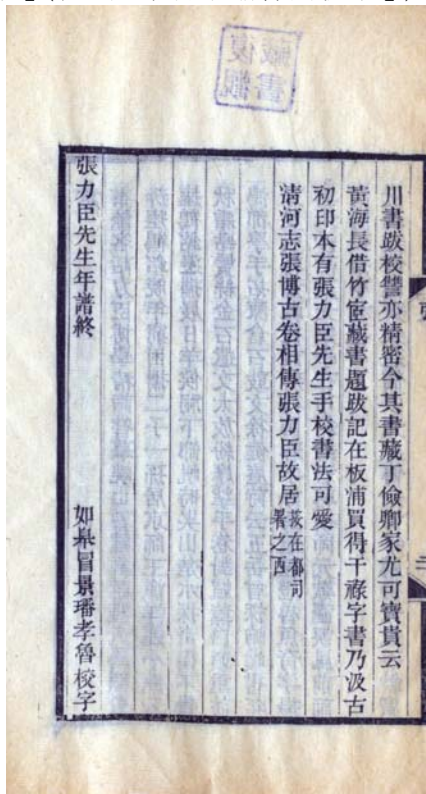 川書跋校讐亦精密今其書藏丁儉卿家尤可寶貴云
黃海長借竹宦藏書題跋記在板浦買得干祿字書乃汲古
初印本有張力臣先生手校書法可愛
清河志張博古卷相傳張力臣故居茲在都司
署之西
張力臣先生年譜終
如皋冒景璠孝魯校字